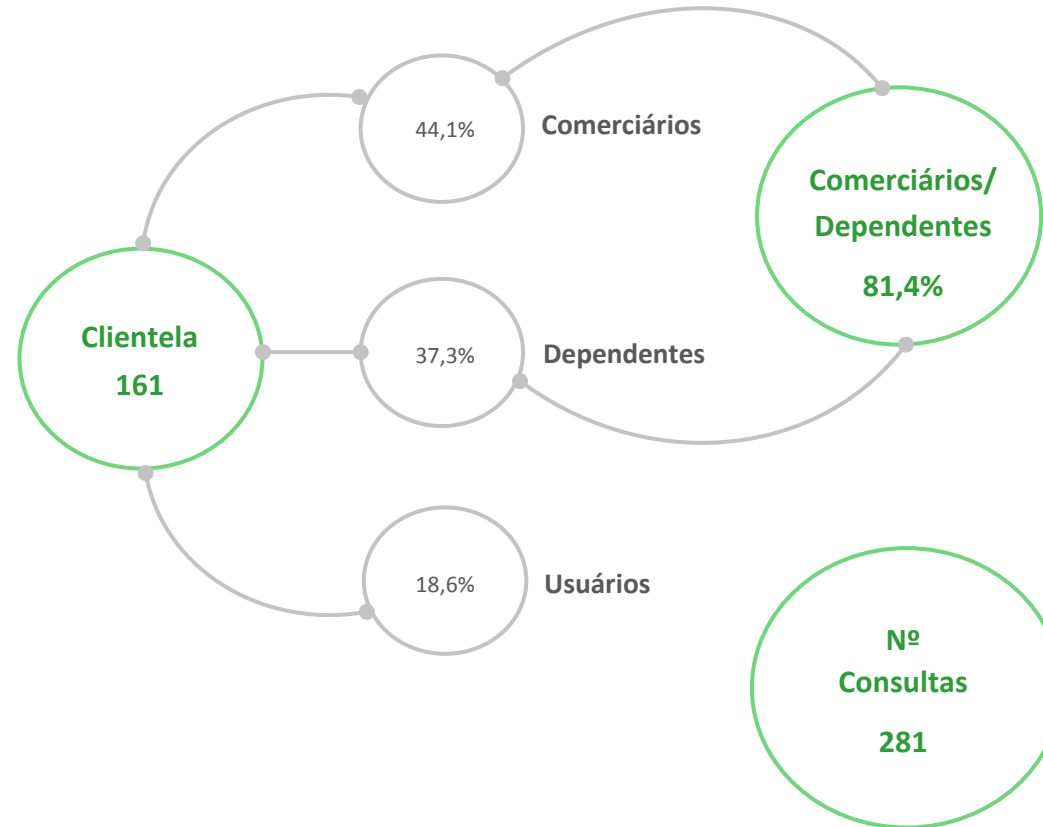 44,1%
Comerciários
Comerciários/
Dependentes
81,4%
Clientela
161
37,3%
Dependentes
18,6%
Usuários
Nº
Consultas
281